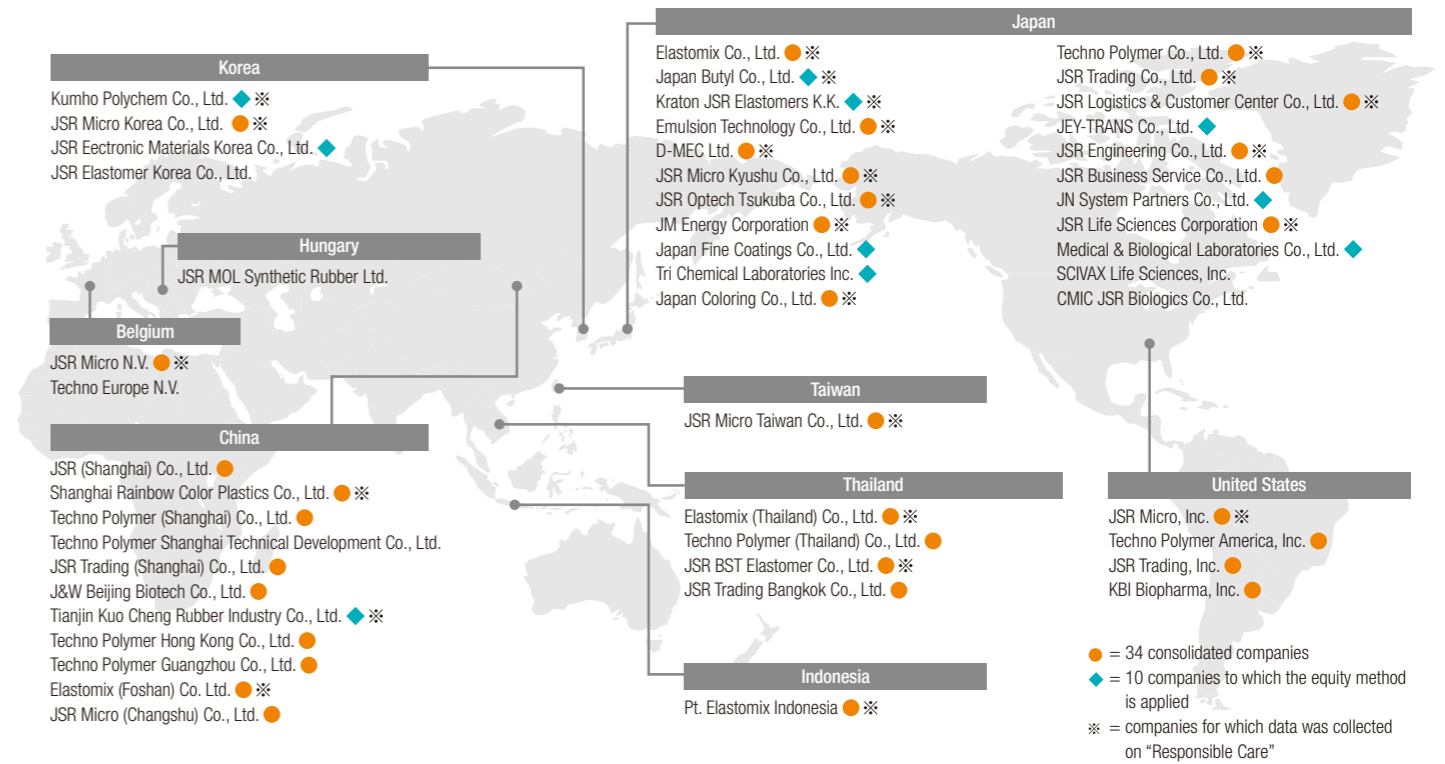 Korea
Kumho Polychem Co., Ltd. ◆ ※
JSR Micro Korea Co., Ltd. ● ※
JSR Eectronic Materials Korea Co., Ltd. ◆
JSR Elastomer Korea Co., Ltd.
Hungary
JSR MOL Synthetic Rubber Ltd.
Belgium
JSR Micro N.V. ● ※
Techno Europe N.V.
China
JSR (Shanghai) Co., Ltd. ●
Shanghai Rainbow Color Plastics Co., Ltd. ● ※
Techno Polymer (Shanghai) Co., Ltd. ●
Techno Polymer Shanghai Technical Development Co., Ltd.
JSR Trading (Shanghai) Co., Ltd. ●
J&W Beijing Biotech Co., Ltd. ●
Tianjin Kuo Cheng Rubber Industry Co., Ltd. ◆ ※
Techno Polymer Hong Kong Co., Ltd. ●
Techno Polymer Guangzhou Co., Ltd. ●
Elastomix (Foshan) Co. Ltd. ● ※
JSR Micro (Changshu) Co., Ltd. ●
Japan
Elastomix Co., Ltd. ● ※
Japan Butyl Co., Ltd. ◆ ※
Kraton JSR Elastomers K.K. ◆ ※
Emulsion Technology Co., Ltd. ● ※
D-MEC Ltd. ● ※
JSR Micro Kyushu Co., Ltd. ● ※
JSR Optech Tsukuba Co., Ltd. ● ※
JM Energy Corporation ● ※
Japan Fine Coatings Co., Ltd. ◆
Tri Chemical Laboratories Inc. ◆
Japan Coloring Co., Ltd. ● ※
Techno Polymer Co., Ltd. ● ※
JSR Trading Co., Ltd. ● ※
JSR Logistics & Customer Center Co., Ltd. ● ※
JEY-TRANS Co., Ltd. ◆
JSR Engineering Co., Ltd. ● ※
JSR Business Service Co., Ltd. ●
JN System Partners Co., Ltd. ◆
JSR Life Sciences Corporation ● ※
Medical & Biological Laboratories Co., Ltd. ◆
SCIVAX Life Sciences, Inc.
CMIC JSR Biologics Co., Ltd.
Taiwan
JSR Micro Taiwan Co., Ltd. ● ※
Thailand
Elastomix (Thailand) Co., Ltd. ● ※
Techno Polymer (Thailand) Co., Ltd. ●
JSR BST Elastomer Co., Ltd. ● ※
JSR Trading Bangkok Co., Ltd. ●
Indonesia
Pt. Elastomix Indonesia ● ※
United States
JSR Micro, Inc. ● ※
Techno Polymer America, Inc. ●
JSR Trading, Inc. ●
KBI Biopharma, Inc. ●
● = 34 consolidated companies
◆ = 10 companies to which the equity method
is applied
※ = companies for which data was collected
on "Responsible Care"